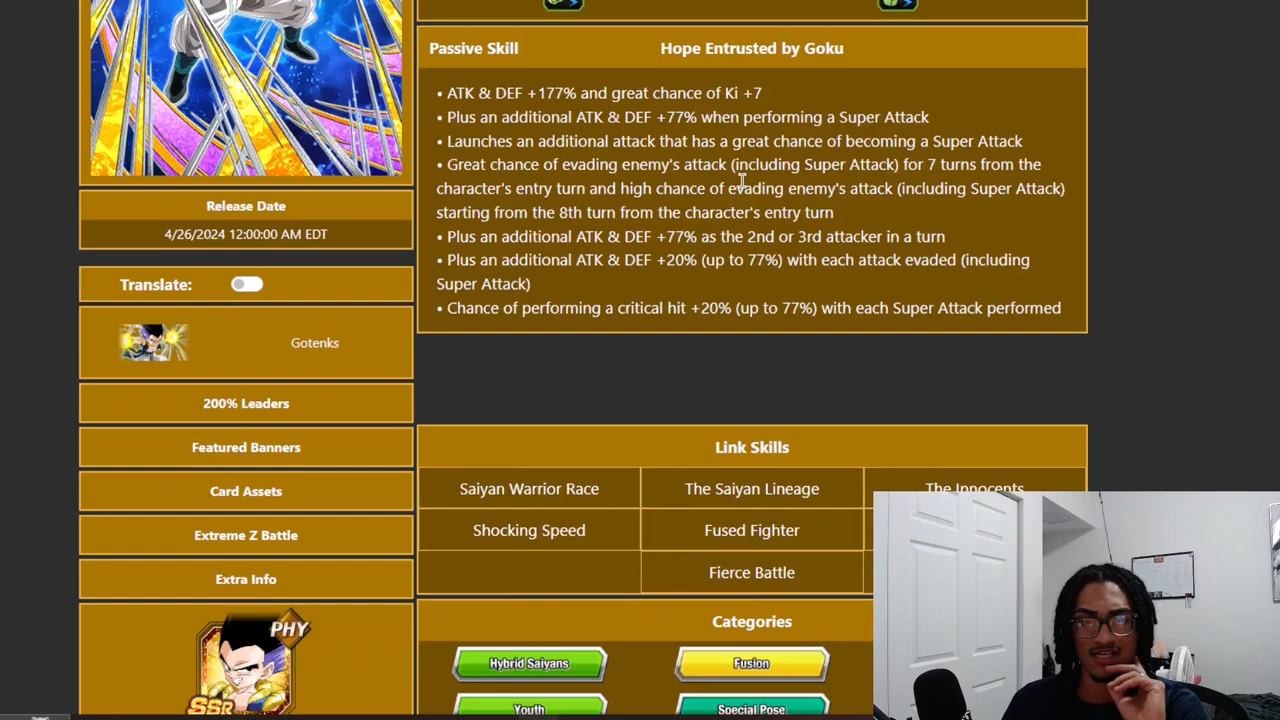 Passive Skill
Hope Entrusted by Goku
• ATK & DEF +177% and great chance of Ki +7
• Plus an additional ATK & DEF +77% when performing a Super Attack
• Launches an additional attack that has a great chance of becoming a Super Attack
• Great chance of evading enemy's attack (including Super Attack) for 7 turns from the
character's entry turn and high chance of evading enemy's attack (including Super Attack)
starting from the 8th turn from the character's entry turn
• Plus an additional ATK & DEF +77% as the 2nd or 3rd attacker in a turn
• Plus an additional ATK & DEF +20% (up to 77%) with each attack evaded (including
Super Attack)
• Chance of performing a critical hit +20% (up to 77%) with each Super Attack performed
Release Date
4/26/2024 12:00:00 AM EDT
Translate:
Gotenks
200% Leaders
Featured Banners
Card Assets
Extreme Z Battle
Extra Info
PHY
SSR
Link Skills
Saiyan Warrior Race
The Saiyan Lineage
The Innocents
Shocking Speed
Fused Fighter
Fierce Battle
Categories
Hybrid Saiyans
Fusion
Youth
Special Pose